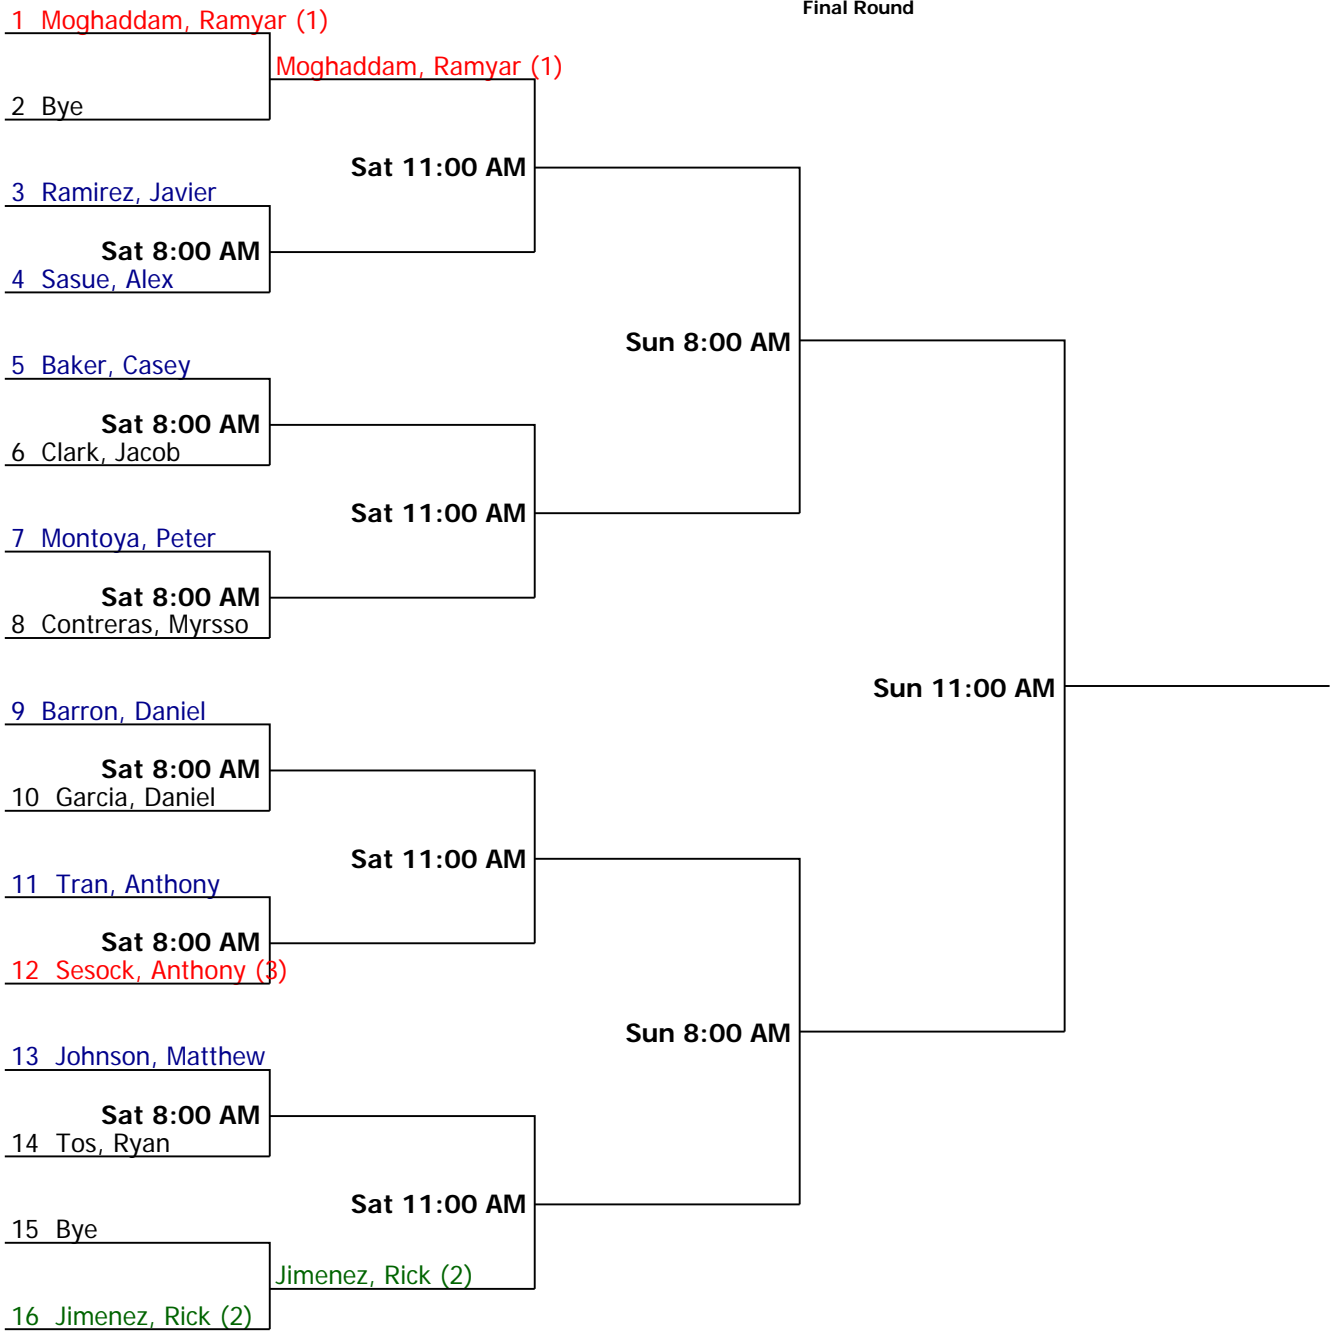 Final Round
1 Moghaddam, Ramyar (1)
Moghaddam, Ramyar (1)
2 Bye
Sat 11:00 AM
3 Ramirez, Javier
Sat 8:00 AM
4 Sasue, Alex
Sun 8:00 AM
5 Baker, Casey
Sat 8:00 AM
6 Clark, Jacob
Sat 11:00 AM
7 Montoya, Peter
Sat 8:00 AM
8 Contreras, Myrsso
Sun 11:00 AM
9 Barron, Daniel
Sat 8:00 AM
10 Garcia, Daniel
Sat 11:00 AM
11 Tran, Anthony
Sat 8:00 AM
12 Sesock, Anthony (3)
Sun 8:00 AM
13 Johnson, Matthew
Sat 8:00 AM
14 Tos, Ryan
Sat 11:00 AM
15 Bye
Jimenez, Rick (2)
16 Jimenez, Rick (2)